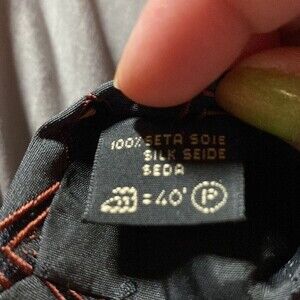 100% SETA SOIE
SILK SEIDE
SEDA
=40° P